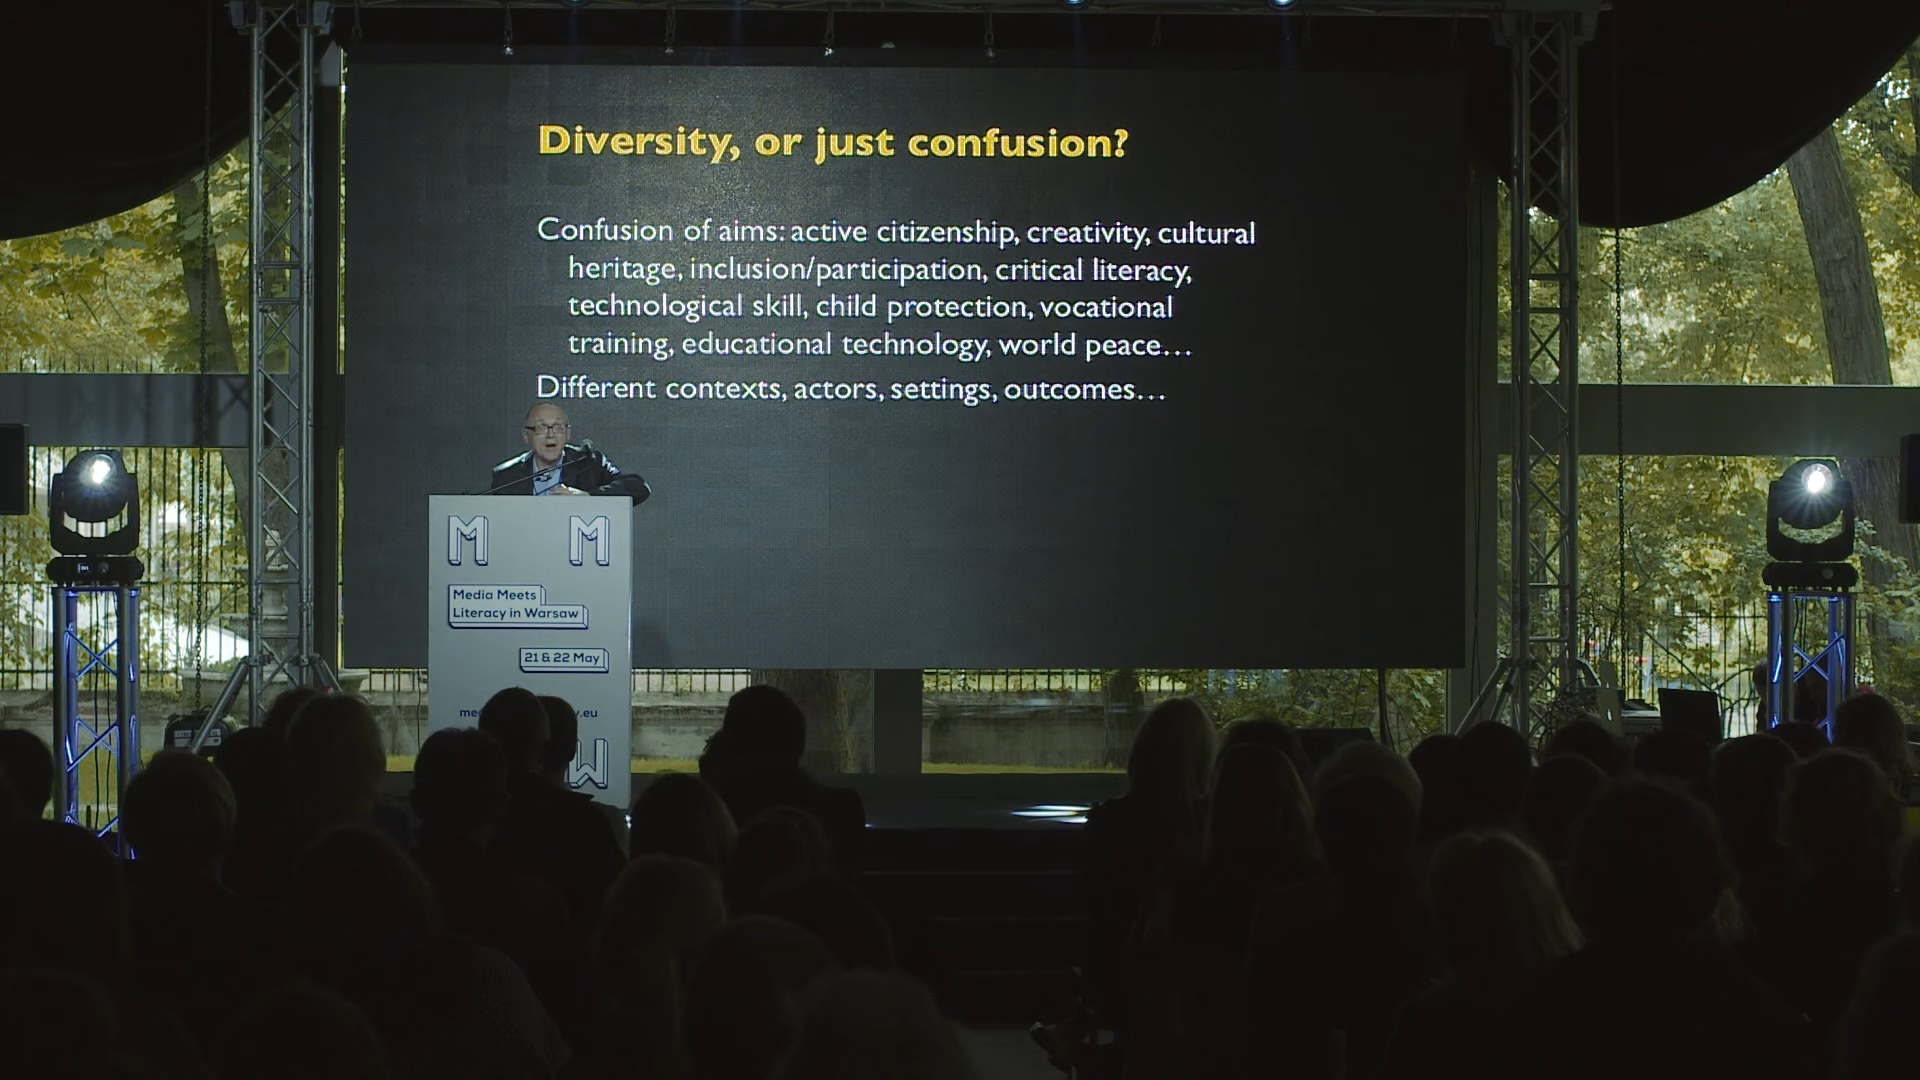 Diversity, or just confusion?
Confusion of aims: active citizenship, creativity, cultural
heritage, inclusion/participation, critical literacy,
technological skill, child protection, vocational
training, educational technology, world peace…
Different contexts, actors, settings, outcomes…
M M
Media Meets
Literacy in Warsaw
21 & 22 May
W